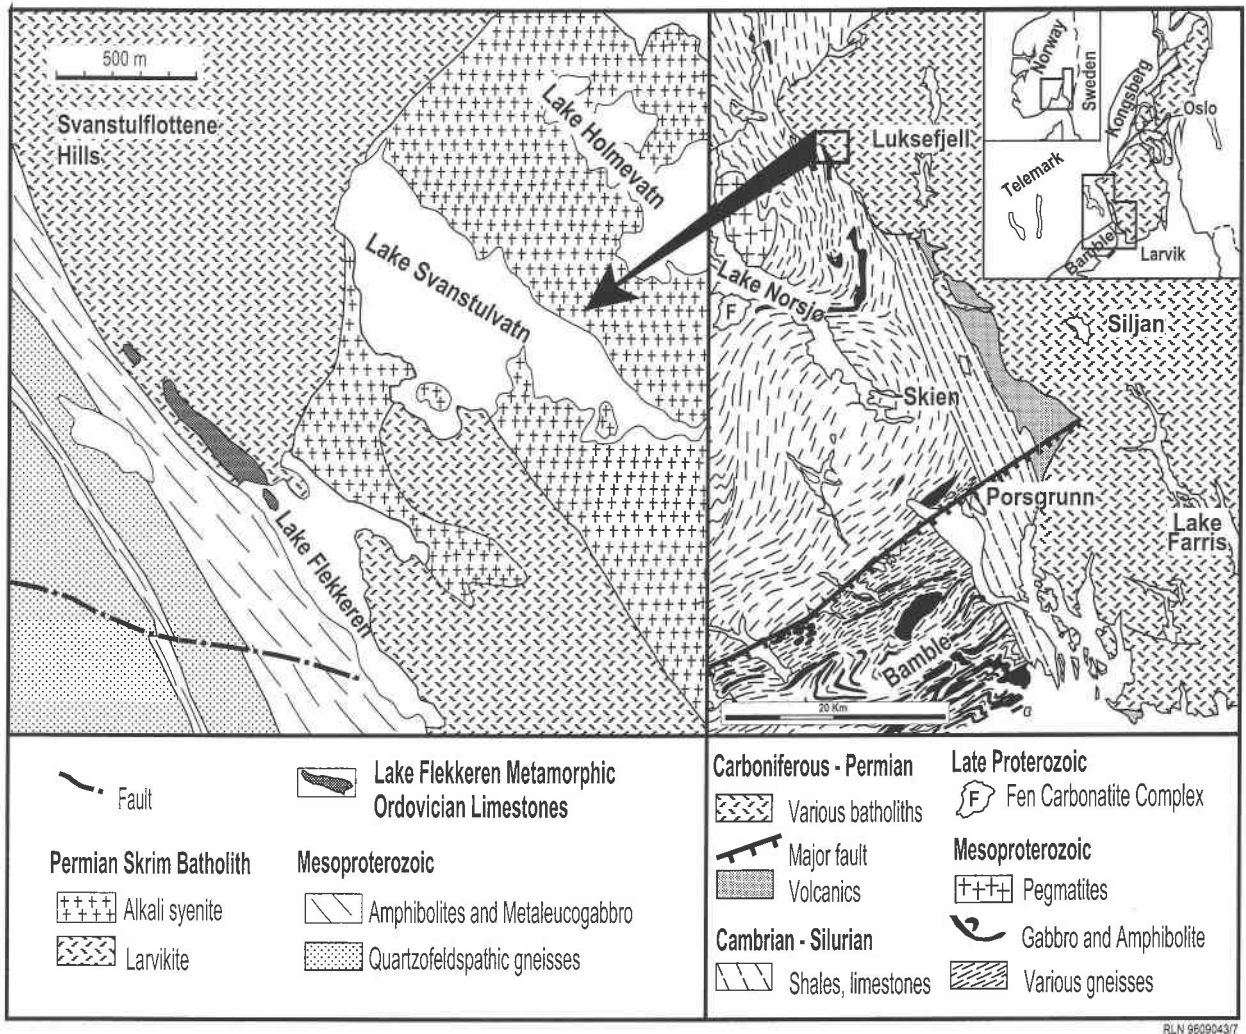 500 m
Svanstulflottene
Hills
Lake Holmevatn
Lake Svanstulvatn
Lake Flekkeren
Luksefjell
Lake Norsjø
F
Siljan
Skien
Porsgrunn
Lake
Farris
Bamble
20 Km
Norway
Sweden
Kongsberg
Oslo
Telemark
Bamble
Larvik
Fault
Lake Flekkeren Metamorphic
Ordovician Limestones
Permian Skrim Batholith
Alkali syenite
Larvikite
Mesoproterozoic
Amphibolites and Metaleucogabbro
Quartzofeldspathic gneisses
Carboniferous - Permian
Various batholiths
Major fault
Volcanics
Cambrian - Silurian
Shales, limestones
Late Proterozoic
F
Fen Carbonatite Complex
Mesoproterozoic
Pegmatites
Gabbro and Amphibolite
Various gneisses
RLN 9609043/7